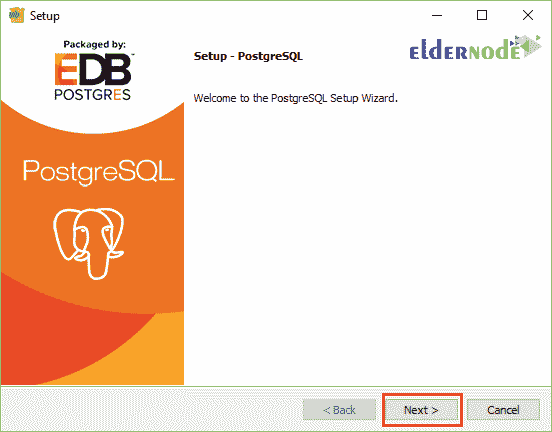 Setup
Packaged by:
EDB
POSTGRES
PostgreSQL
Setup - PostgreSQL
eldernode
Welcome to the PostgreSQL Setup Wizard.
< Back
Next >
Cancel